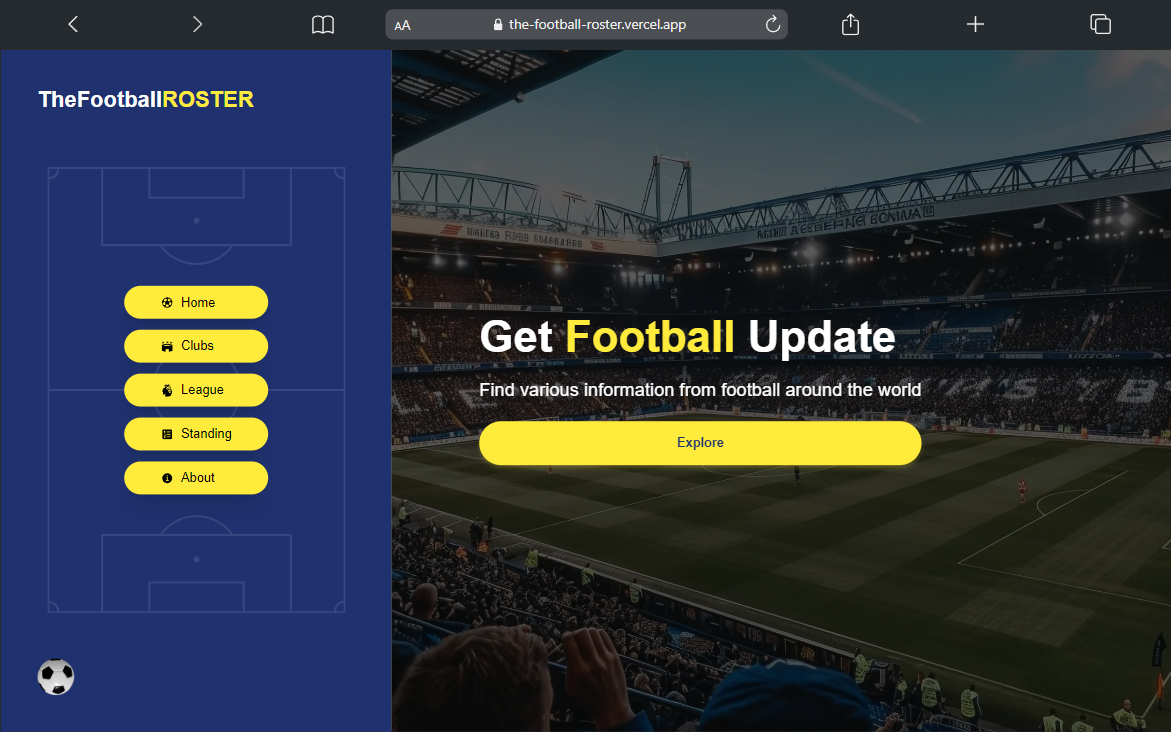 AA
the-football-roster.vercel.app
TheFootballROSTER
Home
Clubs
League
Standing
About
Get Football Update
Find various information from football around the world
Explore